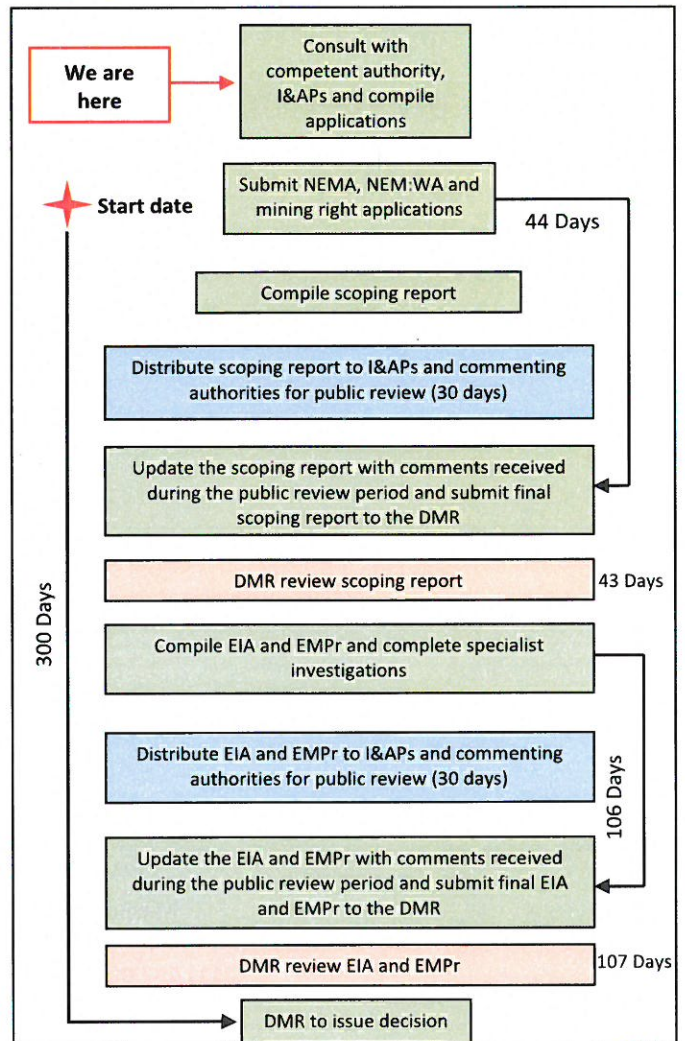 We are
here
Consult with
competent authority,
I&APs and compile
applications
Start date
Submit NEMA, NEM:WA and
mining right applications
44 Days
Compile scoping report
Distribute scoping report to I&APs and commenting
authorities for public review (30 days)
Update the scoping report with comments received
during the public review period and submit final
scoping report to the DMR
DMR review scoping report
43 Days
300 Days
Compile EIA and EMPr and complete specialist
investigations
Distribute EIA and EMPr to I&APs and commenting
authorities for public review (30 days)
106 Days
Update the EIA and EMPr with comments received
during the public review period and submit final EIA
and EMPr to the DMR
DMR review EIA and EMPr
107 Days
DMR to issue decision